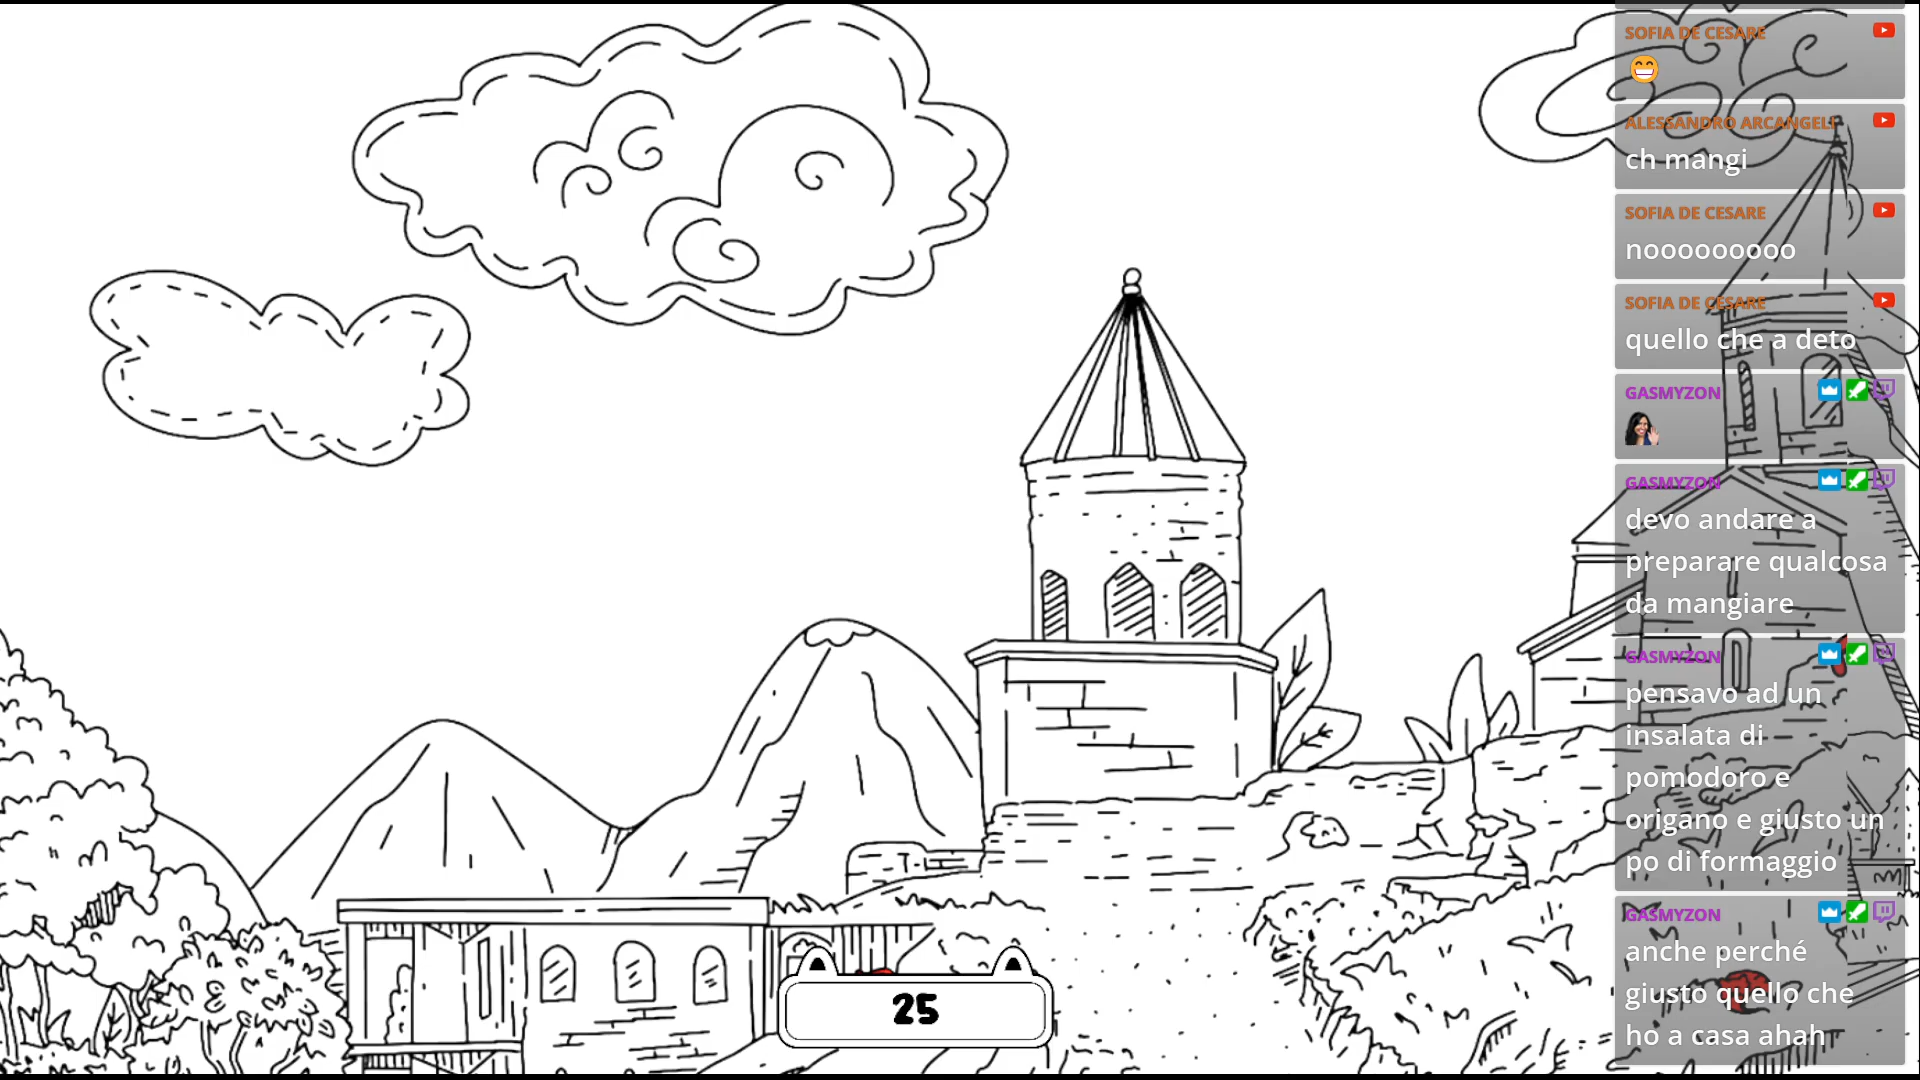 SOFIA DE CESARE
ALESSANDRO ARCANGELI
ch mangi
SOFIA DE CESARE
nooooooooo
SOFIA DE CESARE
quello che a deto
GASMYZON
GASMYZON
devo andare a
preparare qualcosa
da mangiare
GASMYZON
pensavo ad un
insalata di
pomodoro e
origano e giusto un
po di formaggio
GASMYZON
anche perché
giusto quello che
ho a casa ahah
25